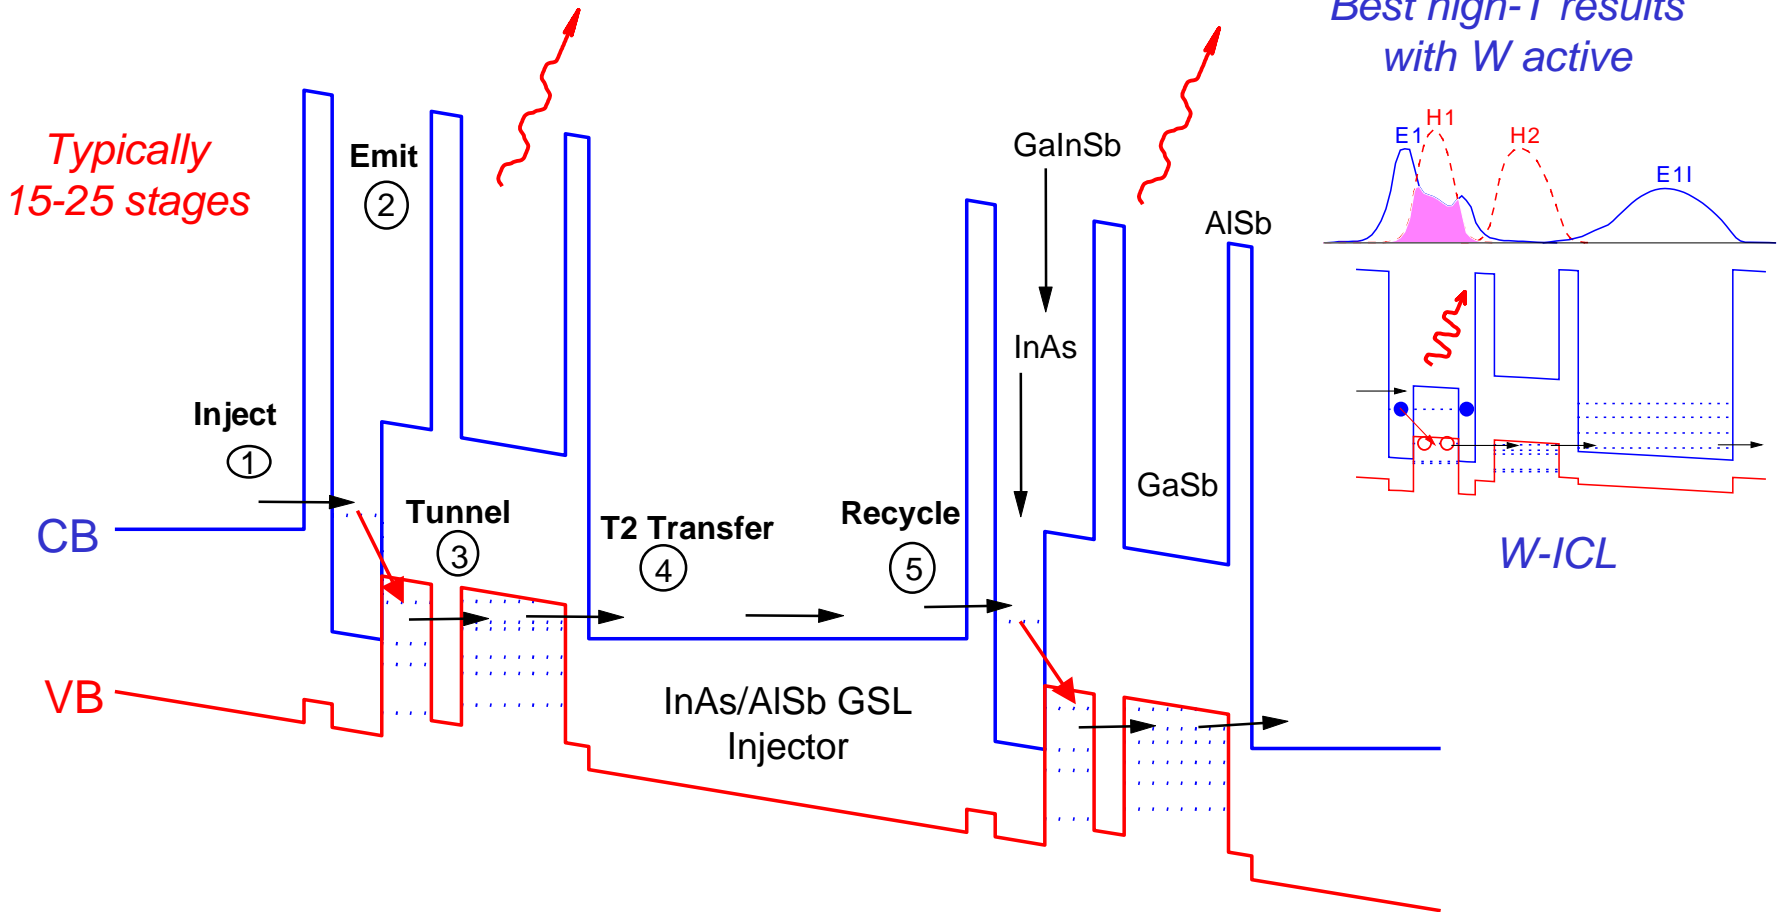 Best high-T results
with W active
Typically
15-25 stages
Emit
2
GaInSb
AlSb
InAs
Inject
1
CB
Tunnel
3
T2 Transfer
4
Recycle
5
GaSb
VB
InAs/AlSb GSL
Injector
E1
H1
H2
E1I
W-ICL